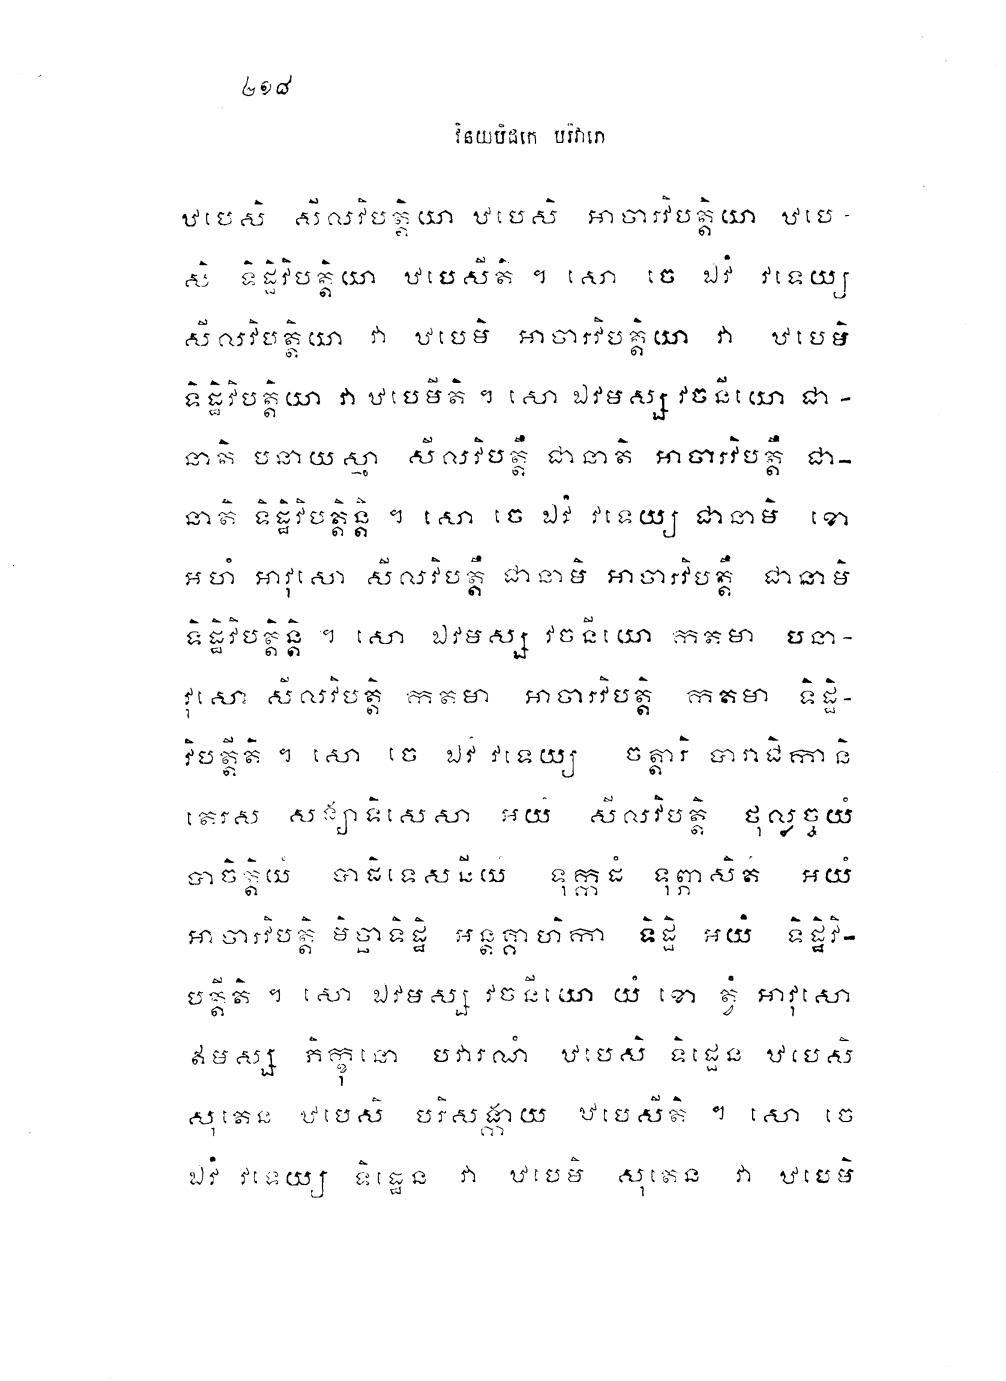 ២១៨
វិនយបិដកេ បរិវារោ
ឋបេសិ សីលវិបត្តិយា ឋបេសិ អាចារវិបត្តិយា ឋបេ-
សិ ទិដ្ឋិវិបត្តិយា ឋបេសីតិ ។ សោ ចេ ឯវំ វទេយ្យ
សីលវិបត្តិយា វា ឋបេមិ អាចារវិបត្តិយា វា ឋបេមិ
ទិដ្ឋិវិបត្តិយា វា ឋបេមីតិ ។ សោ ឯវមស្ស វចនីយោ ជា-
នាតិ បនាយស្មា សីលវិបត្តឹ ជានាតិ អាចារវិបត្តឹ ជា-
នាតិ ទិដ្ឋិវិបត្តិន្តិ ។ សោ ចេ ឯវំ វទេយ្យ ជានាមិ ខោ
អហំ អាវុសោ សីលវិបត្តឹ ជានាមិ អាចារវិបត្តឹ ជានាមិ
ទិដ្ឋិវិបត្តិន្តិ ។ សោ ឯវមស្ស វចនីយោ កតមា បនា-
វុសោ សីលវិបត្តិ កតមា អាចារវិបត្តិ កតមា ទិដ្ឋិ-
វិបត្តីតិ ។ សោ ចេ ឯវំ វទេយ្យ ចត្តារិ បារាជិកានិ
តេរស សង្ឃាទិសេសា អយំ សីលវិបត្តិ ថុល្លច្ចយំ
បាចិត្តិយំ បាដិទេសនីយំ ទុក្កដំ ទុព្ភាសិតំ អយំ
អាចារវិបត្តិ មិច្ឆាទិដ្ឋិ អន្តគ្គាហិកា ទិដ្ឋិ អយំ ទិដ្ឋិវិ-
បត្តីតិ ។ សោ ឯវមស្ស វចនីយោ យំ ខោ ត្វំ អាវុសោ
ឥមស្ស ភិក្ខុនោ បវារណំ ឋបេសិ ទិដ្ឋេន ឋបេសិ
សុតេន ឋបេសិ បរិសង្កាយ ឋបេសីតិ ។ សោ ចេ
ឯវំ វទេយ្យ ទិដ្ឋេន វា ឋបេមិ សុតេន វា ឋបេមិ